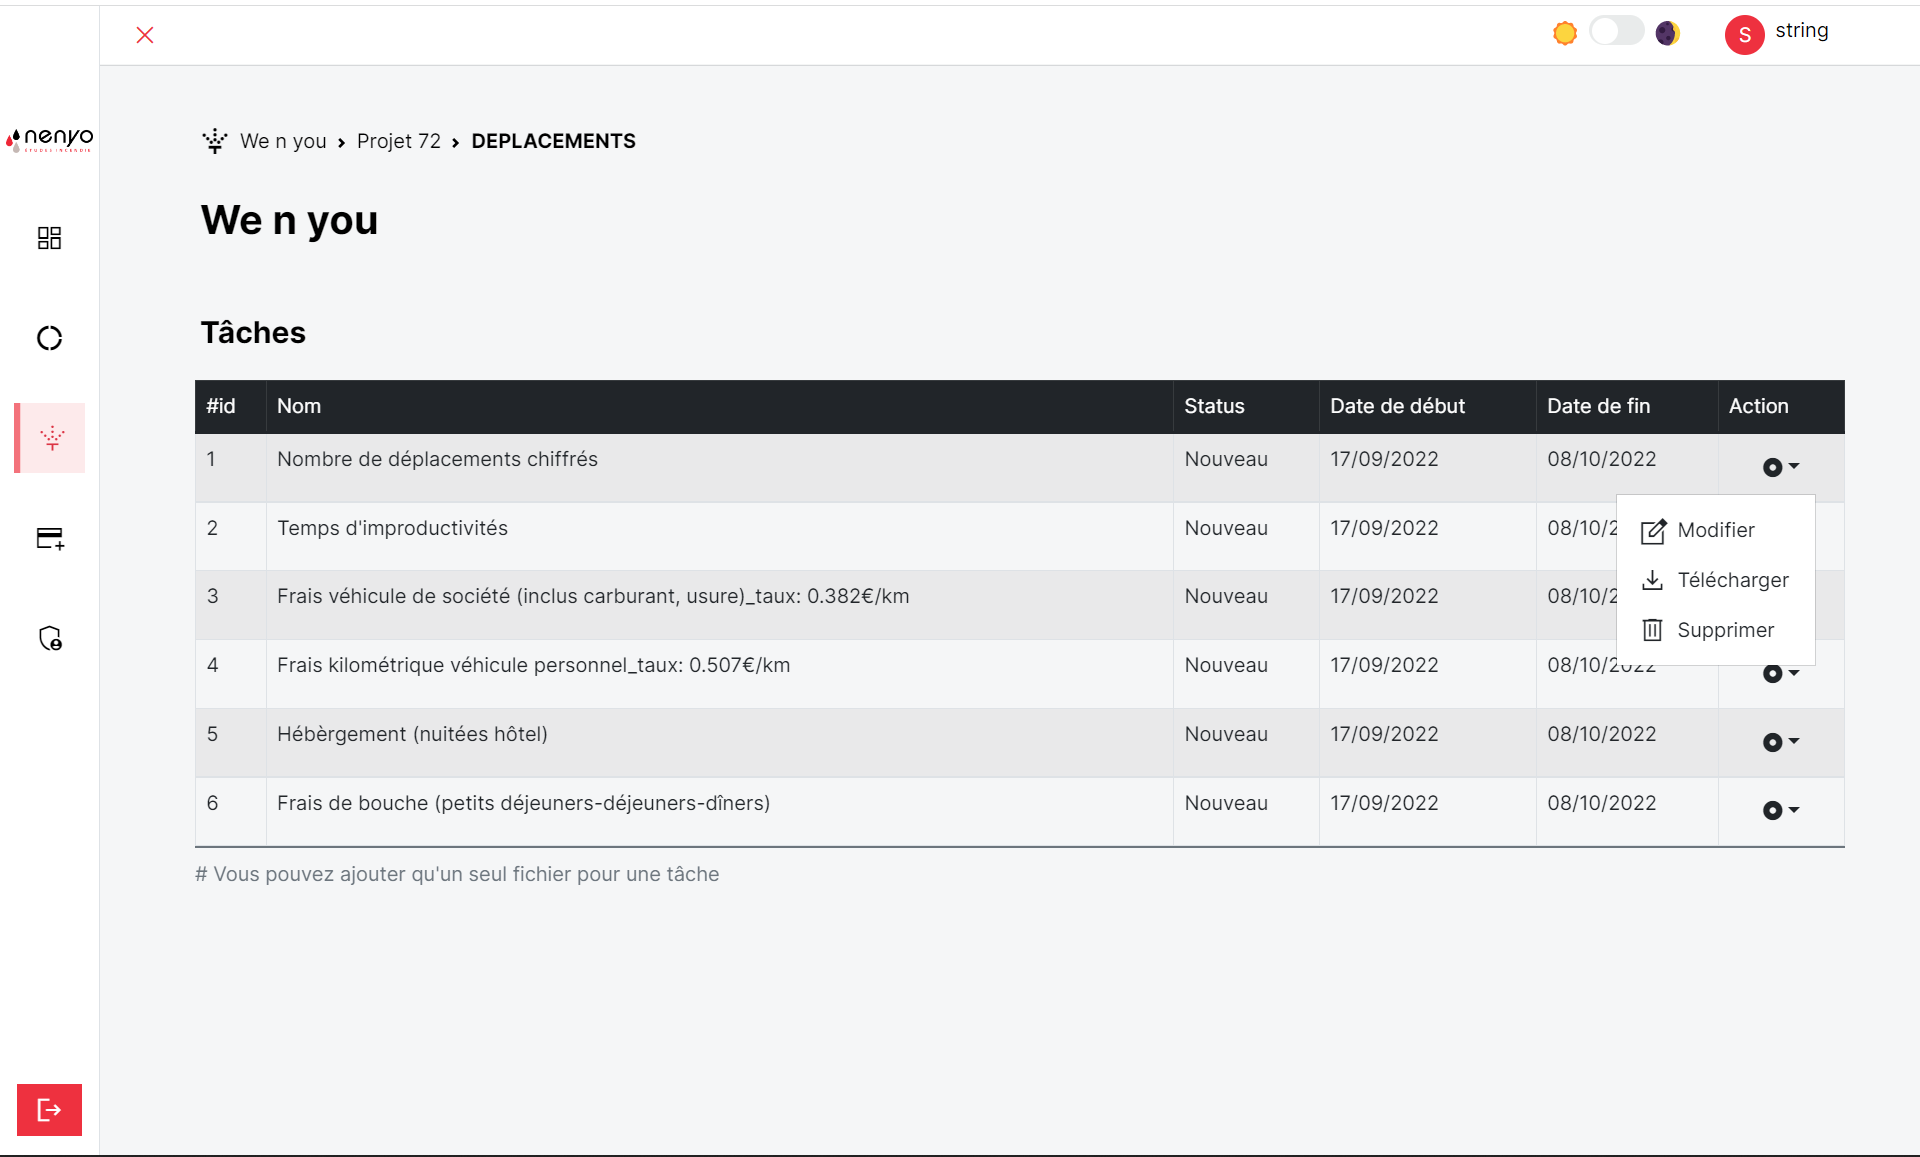 S string
nenyo
ETUDES INCENDIE
We n you › Projet 72 › DEPLACEMENTS
We n you
Tâches
#id Nom Status Date de début Date de fin Action
1 Nombre de déplacements chiffrés Nouveau 17/09/2022 08/10/2022
2 Temps d'improductivités Nouveau 17/09/2022 08/10/2
3 Frais véhicule de société (inclus carburant, usure)_taux: 0.382€/km Nouveau 17/09/2022 08/10/2
4 Frais kilométrique véhicule personnel_taux: 0.507€/km Nouveau 17/09/2022 08/10/2022
5 Hébèrgement (nuitées hôtel) Nouveau 17/09/2022 08/10/2022
6 Frais de bouche (petits déjeuners-déjeuners-dîners) Nouveau 17/09/2022 08/10/2022
Modifier
Télécharger
Supprimer
# Vous pouvez ajouter qu'un seul fichier pour une tâche